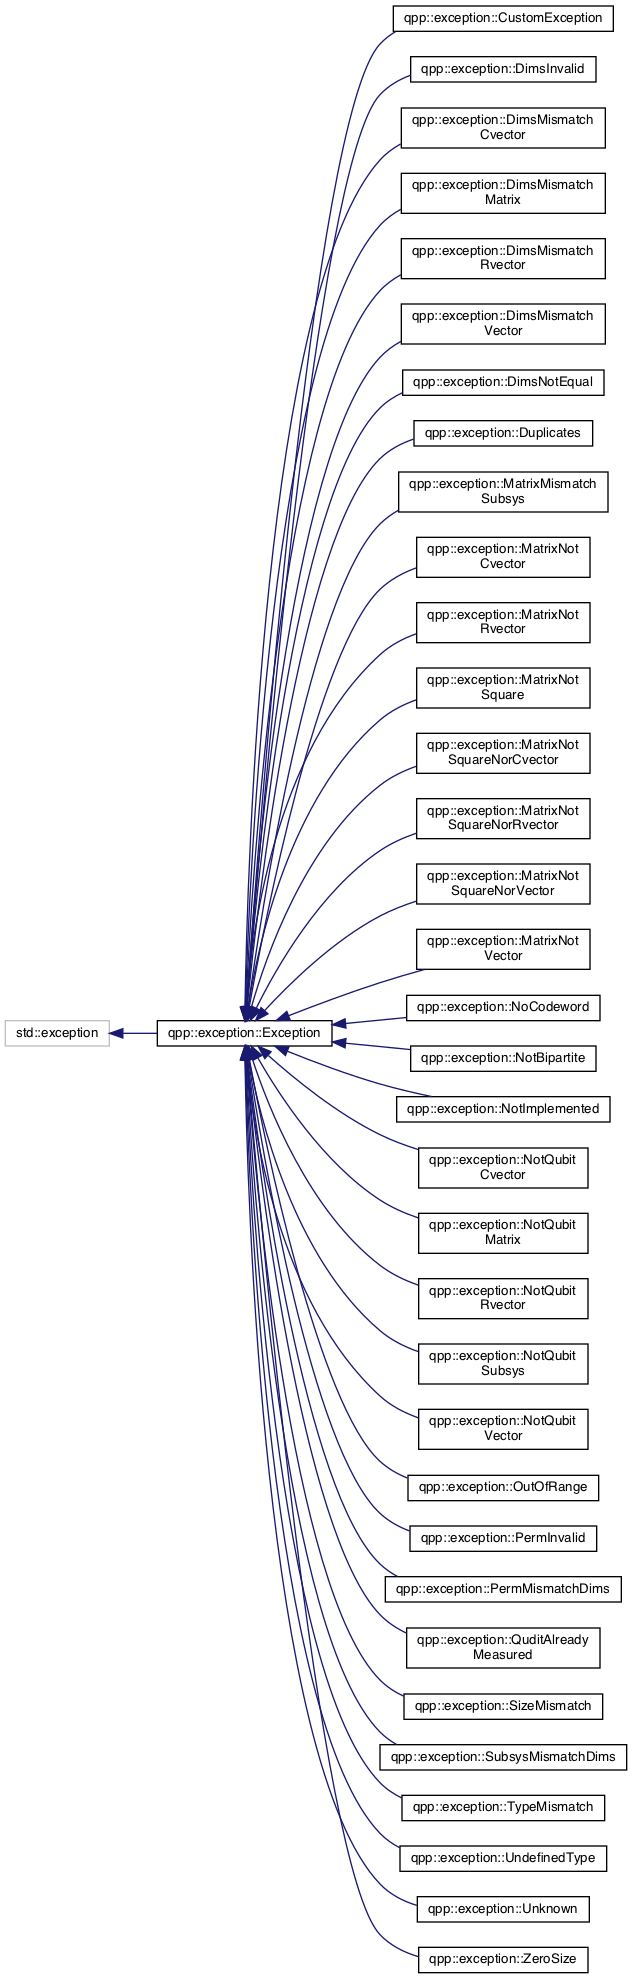 qpp::exception::CustomException
qpp::exception::DimsInvalid
qpp::exception::DimsMismatch
Cvector
qpp::exception::DimsMismatch
Matrix
qpp::exception::DimsMismatch
Rvector
qpp::exception::DimsMismatch
Vector
qpp::exception::DimsNotEqual
qpp::exception::Duplicates
qpp::exception::MatrixMismatch
Subsys
qpp::exception::MatrixNot
Cvector
qpp::exception::MatrixNot
Rvector
qpp::exception::MatrixNot
Square
qpp::exception::MatrixNot
SquareNorCvector
qpp::exception::MatrixNot
SquareNorRvector
qpp::exception::MatrixNot
SquareNorVector
qpp::exception::MatrixNot
Vector
qpp::exception::NoCodeword
std::exception
qpp::exception::Exception
qpp::exception::NotBipartite
qpp::exception::NotImplemented
qpp::exception::NotQubit
Cvector
qpp::exception::NotQubit
Matrix
qpp::exception::NotQubit
Rvector
qpp::exception::NotQubit
Subsys
qpp::exception::NotQubit
Vector
qpp::exception::OutOfRange
qpp::exception::PermInvalid
qpp::exception::PermMismatchDims
qpp::exception::QuditAlready
Measured
qpp::exception::SizeMismatch
qpp::exception::SubsysMismatchDims
qpp::exception::TypeMismatch
qpp::exception::UndefinedType
qpp::exception::Unknown
qpp::exception::ZeroSize